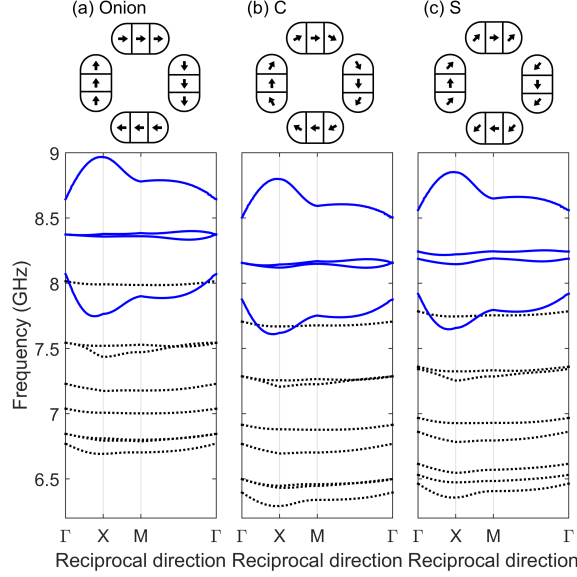 (a) Onion (b) C (c) S
9
8.5
8
7.5
7
6.5
Frequency (GHz)
Γ X M Γ Γ X M Γ Γ X M Γ
Reciprocal direction Reciprocal direction Reciprocal direction